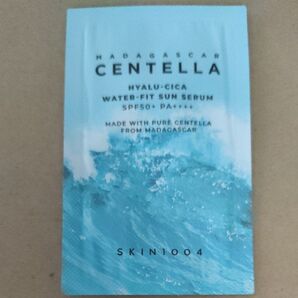 MADAGASCAR
CENTELLA
HYALU-CICA
WATER-FIT SUN SERUM
SPF50+ PA++++
MADE WITH PURE CENTELLA
FROM MADAGASCAR
SKIN1004